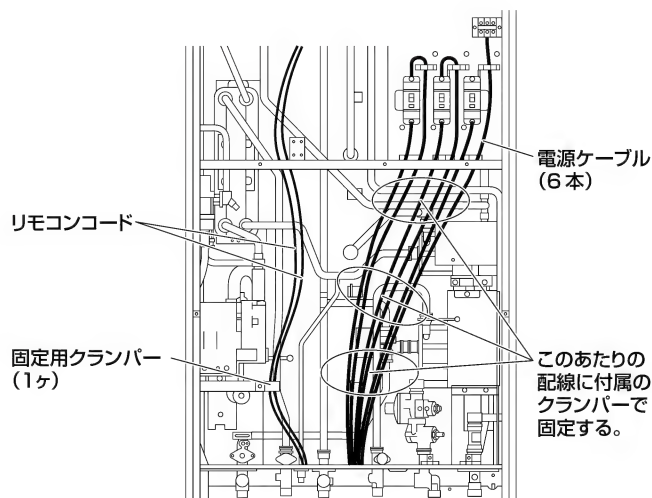 電源ケーブル
（6本）
リモコンコード
固定用クランパー
（1ヶ）
このあたりの
配線に付属の
クランパーで
固定する。